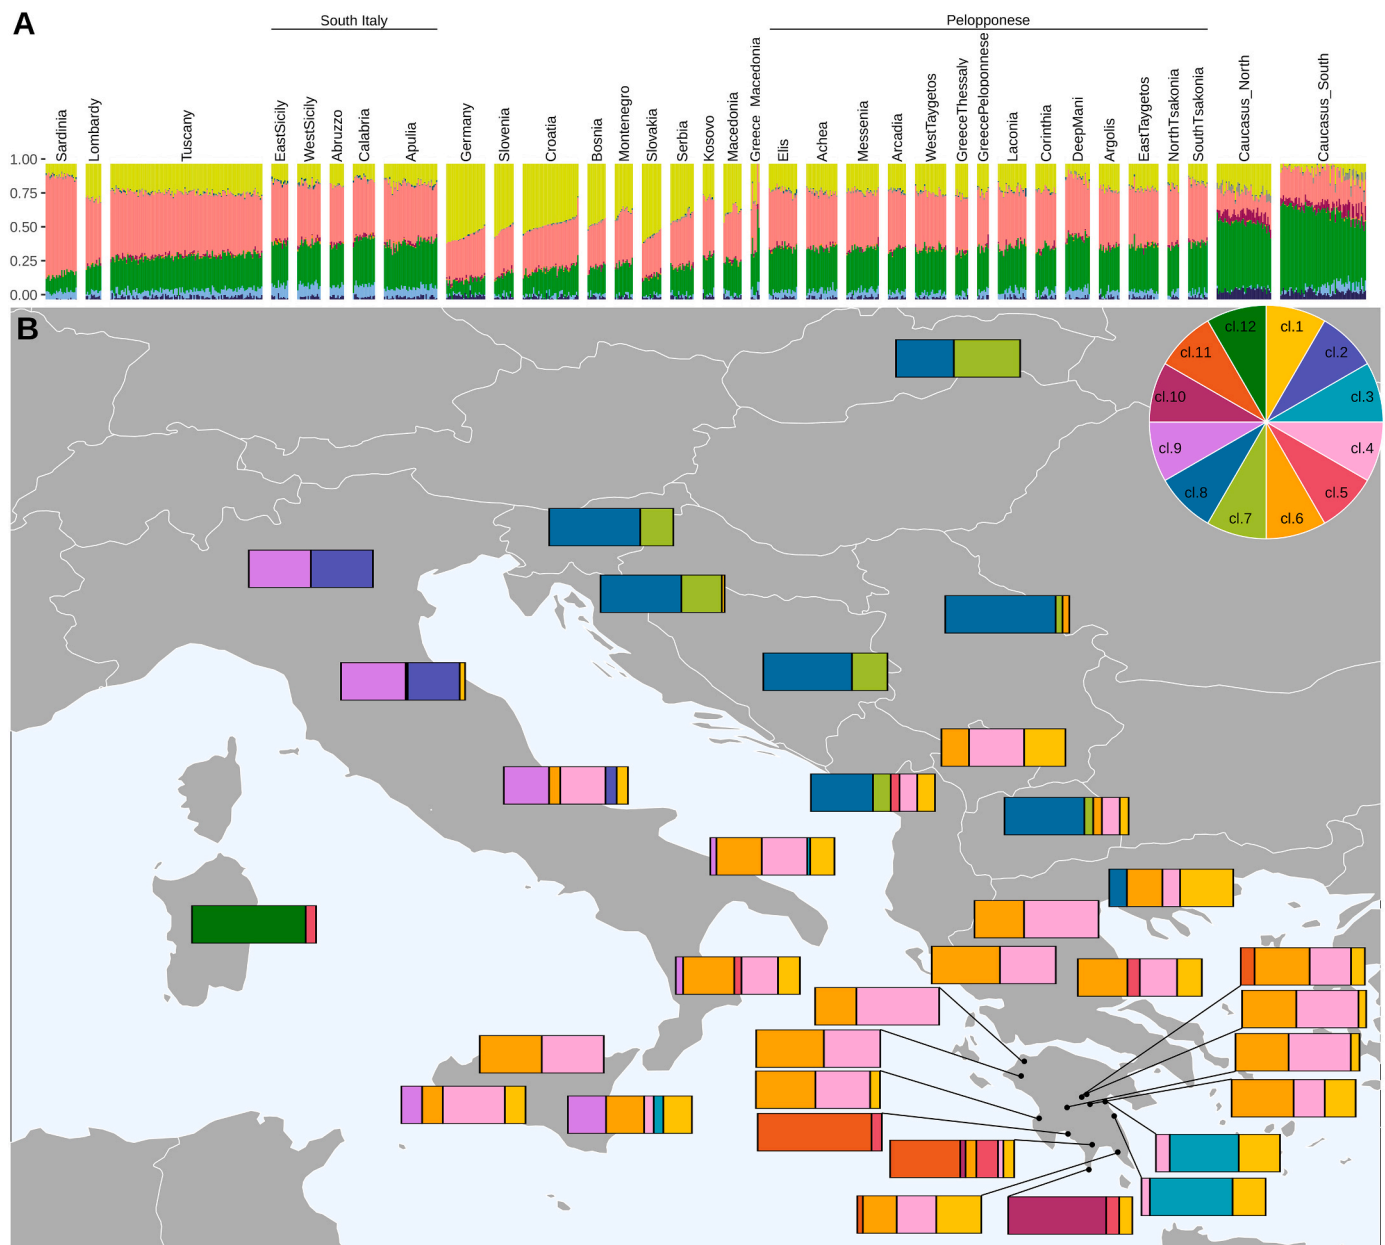 A
South Italy
Pelopponese
Sardinia
Lombardy
Tuscany
EastSicily
WestSicily
Abruzzo
Calabria
Apulia
Germany
Slovenia
Croatia
Bosnia
Montenegro
Slovakia
Serbia
Kosovo
Macedonia
Greece Macedonia
Elis
Achea
Messenia
Arcadia
WestTaygetos
GreeceThessaly
GreecePeloponnese
Laconia
Corinthia
DeepMani
Argolis
EastTaygetos
NorthTsakonia
SouthTsakonia
Caucasus_North
Caucasus_South
1.00
0.75
0.50
0.25
0.00
B
cl.12
cl.1
cl.11
cl.2
cl.10
cl.3
cl.9
cl.4
cl.8
cl.5
cl.7
cl.6